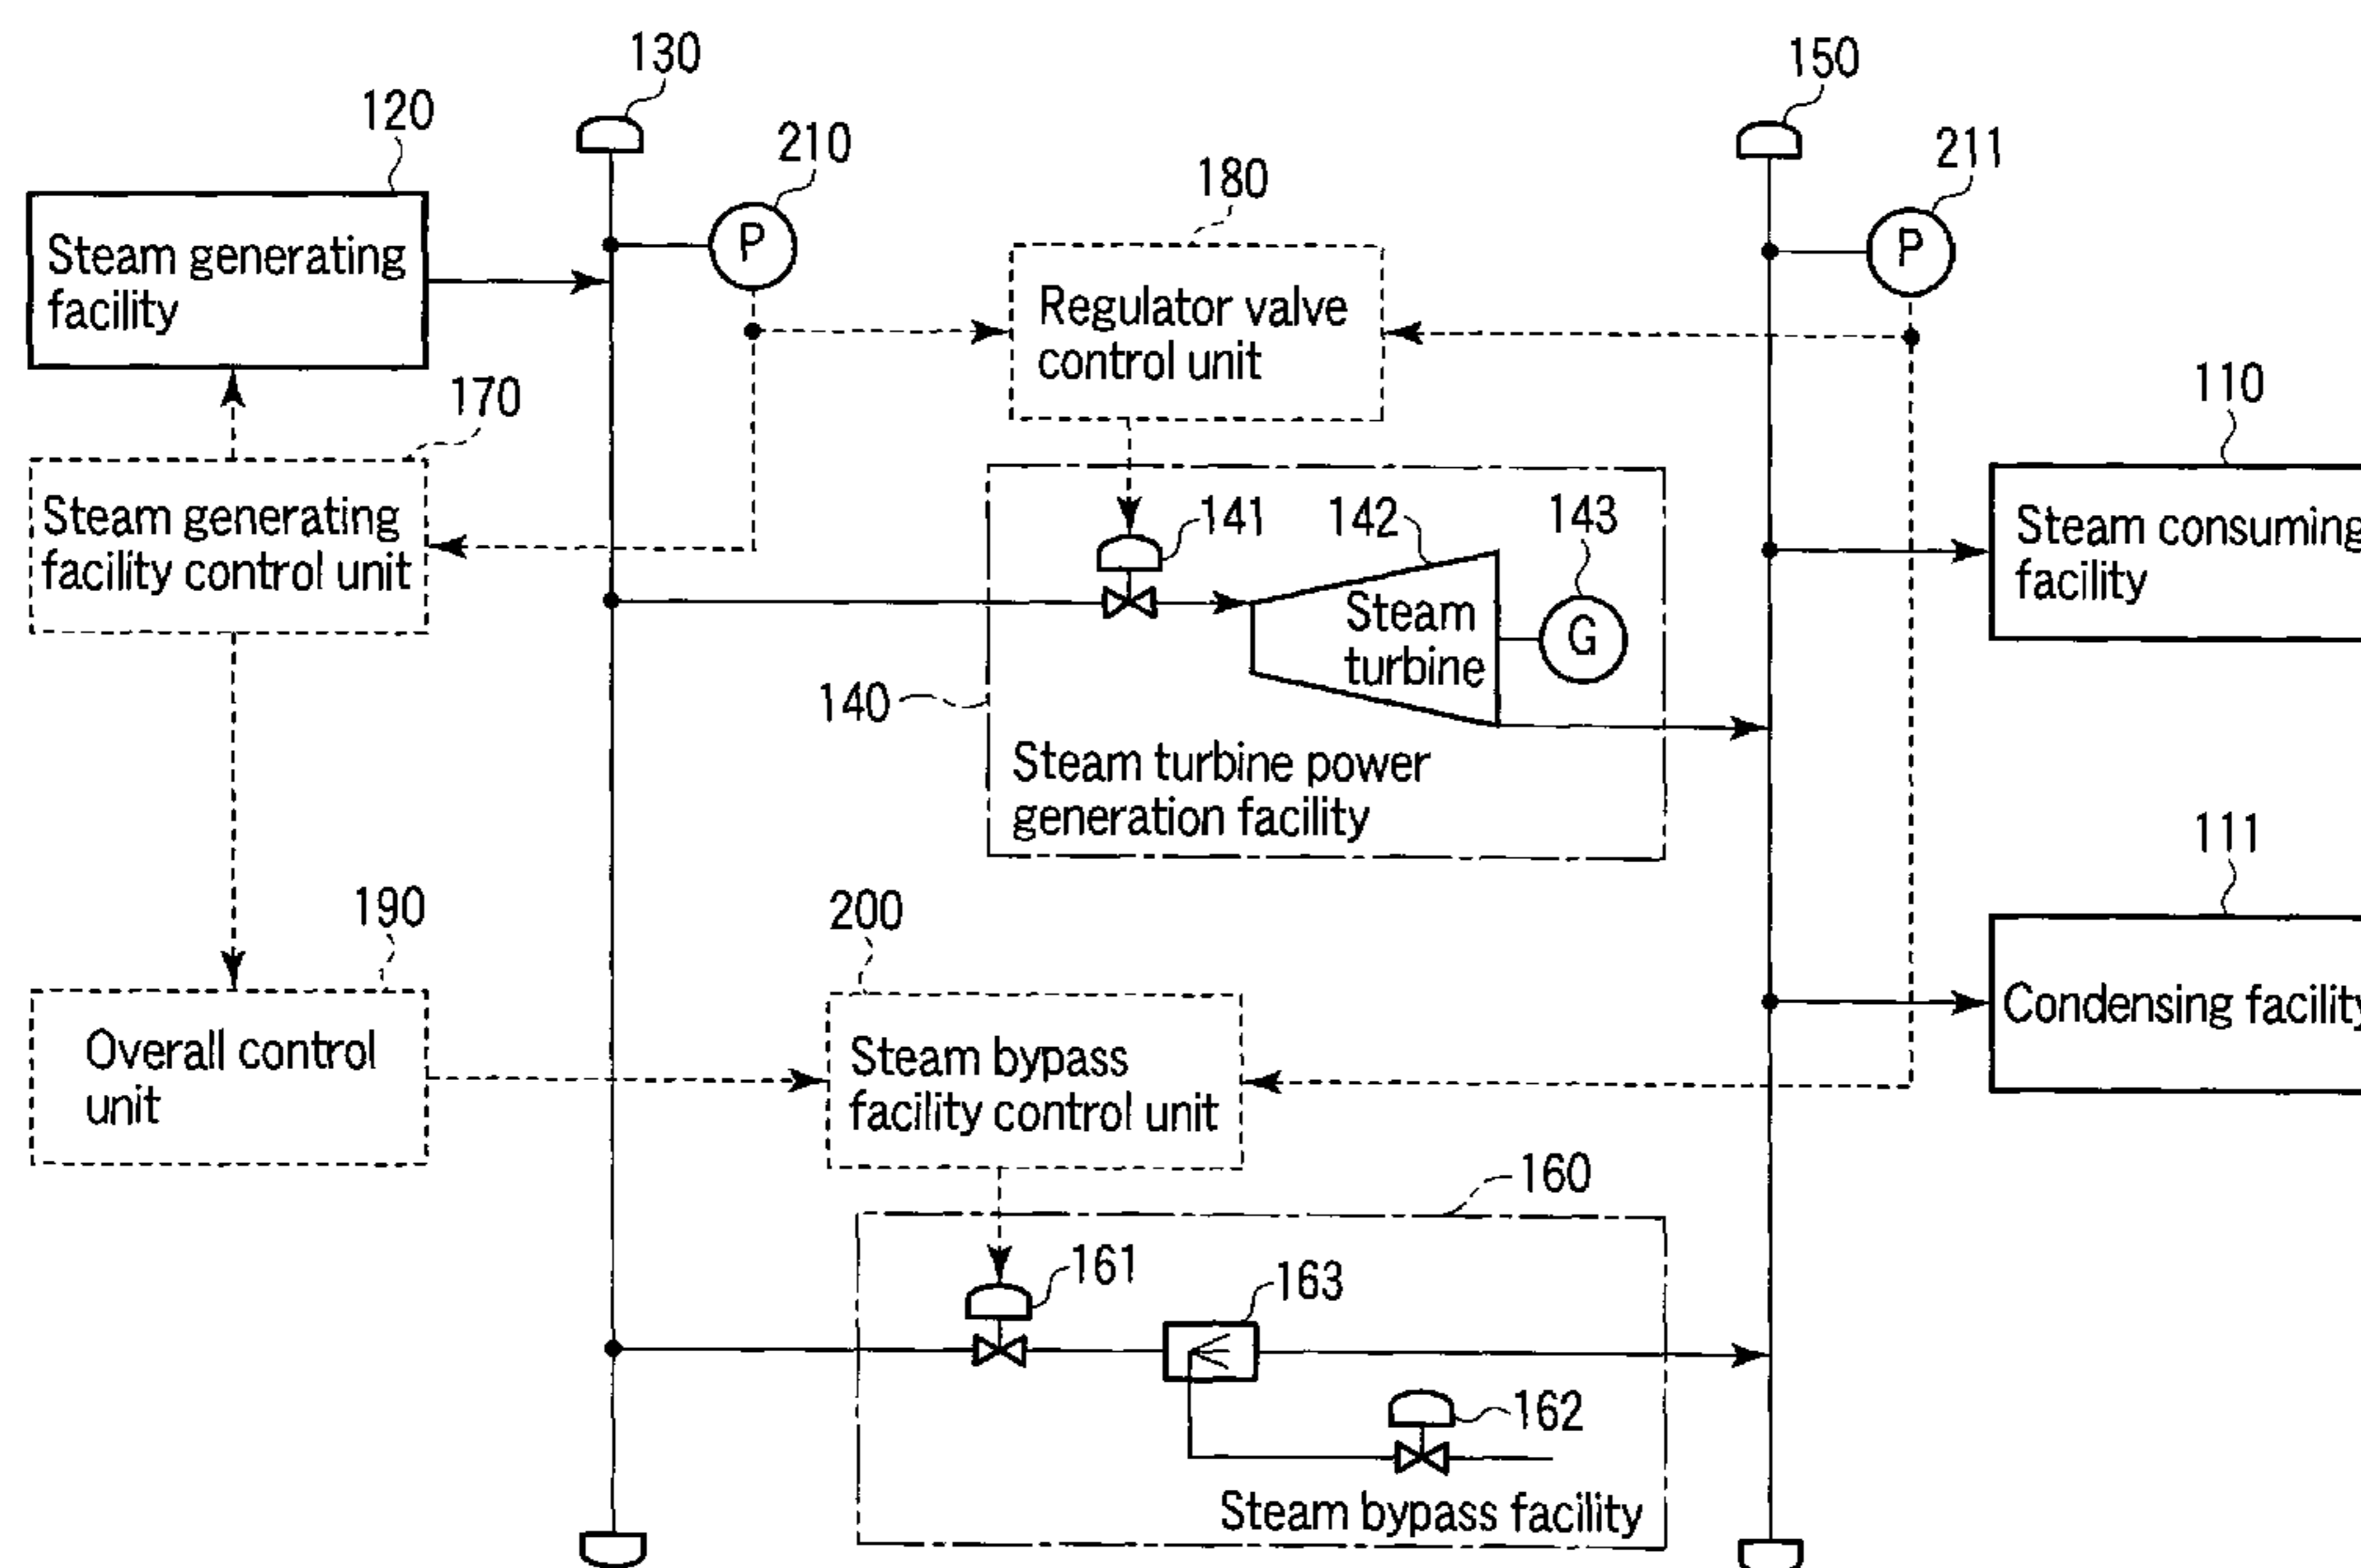 130
150
120
210
211
180
P
P
Steam generating
facility
Regulator valve
control unit
110
170
Steam generating
facility control unit
141
142
143
Steam consuming
facility
Steam
turbine
G
140
Steam turbine power
generation facility
111
190
200
Condensing facility
Overall control
unit
Steam bypass
facility control unit
160
161
163
162
Steam bypass facility